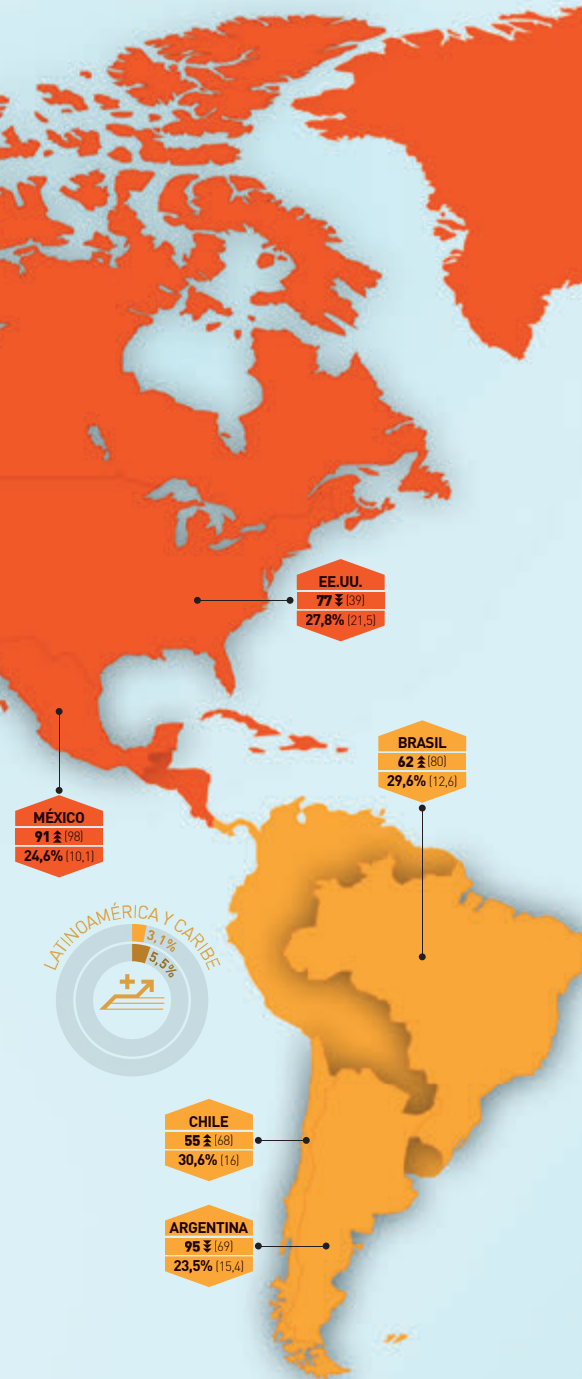 EE.UU.
77 (39)
27,8% (21,5)
BRASIL
62 (80)
29,6% (12,6)
MÉXICO
91 (98)
24,6% (10,1)
LATINOAMÉRICA Y CARIBE
3,1%
5,5%
CHILE
55 (68)
30,6% (16)
ARGENTINA
95 (69)
23,5% (15,4)